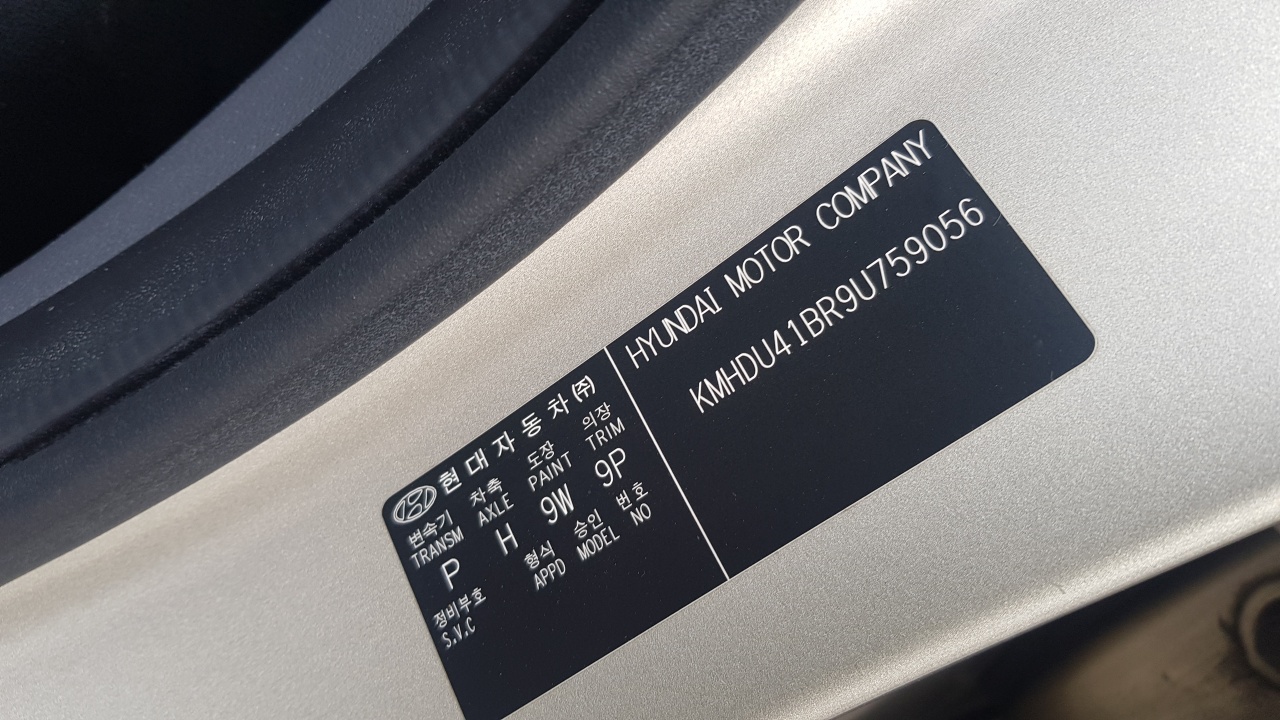 현대자동차(주)
변속기 차축 도장 의장
TRANSM AXLE PAINT TRIM
P H 9W 9P
정비부호 형식 승인 번호
S.V.C APPD MODEL NO
HYUNDAI MOTOR COMPANY
KMHDU41BR9U759056